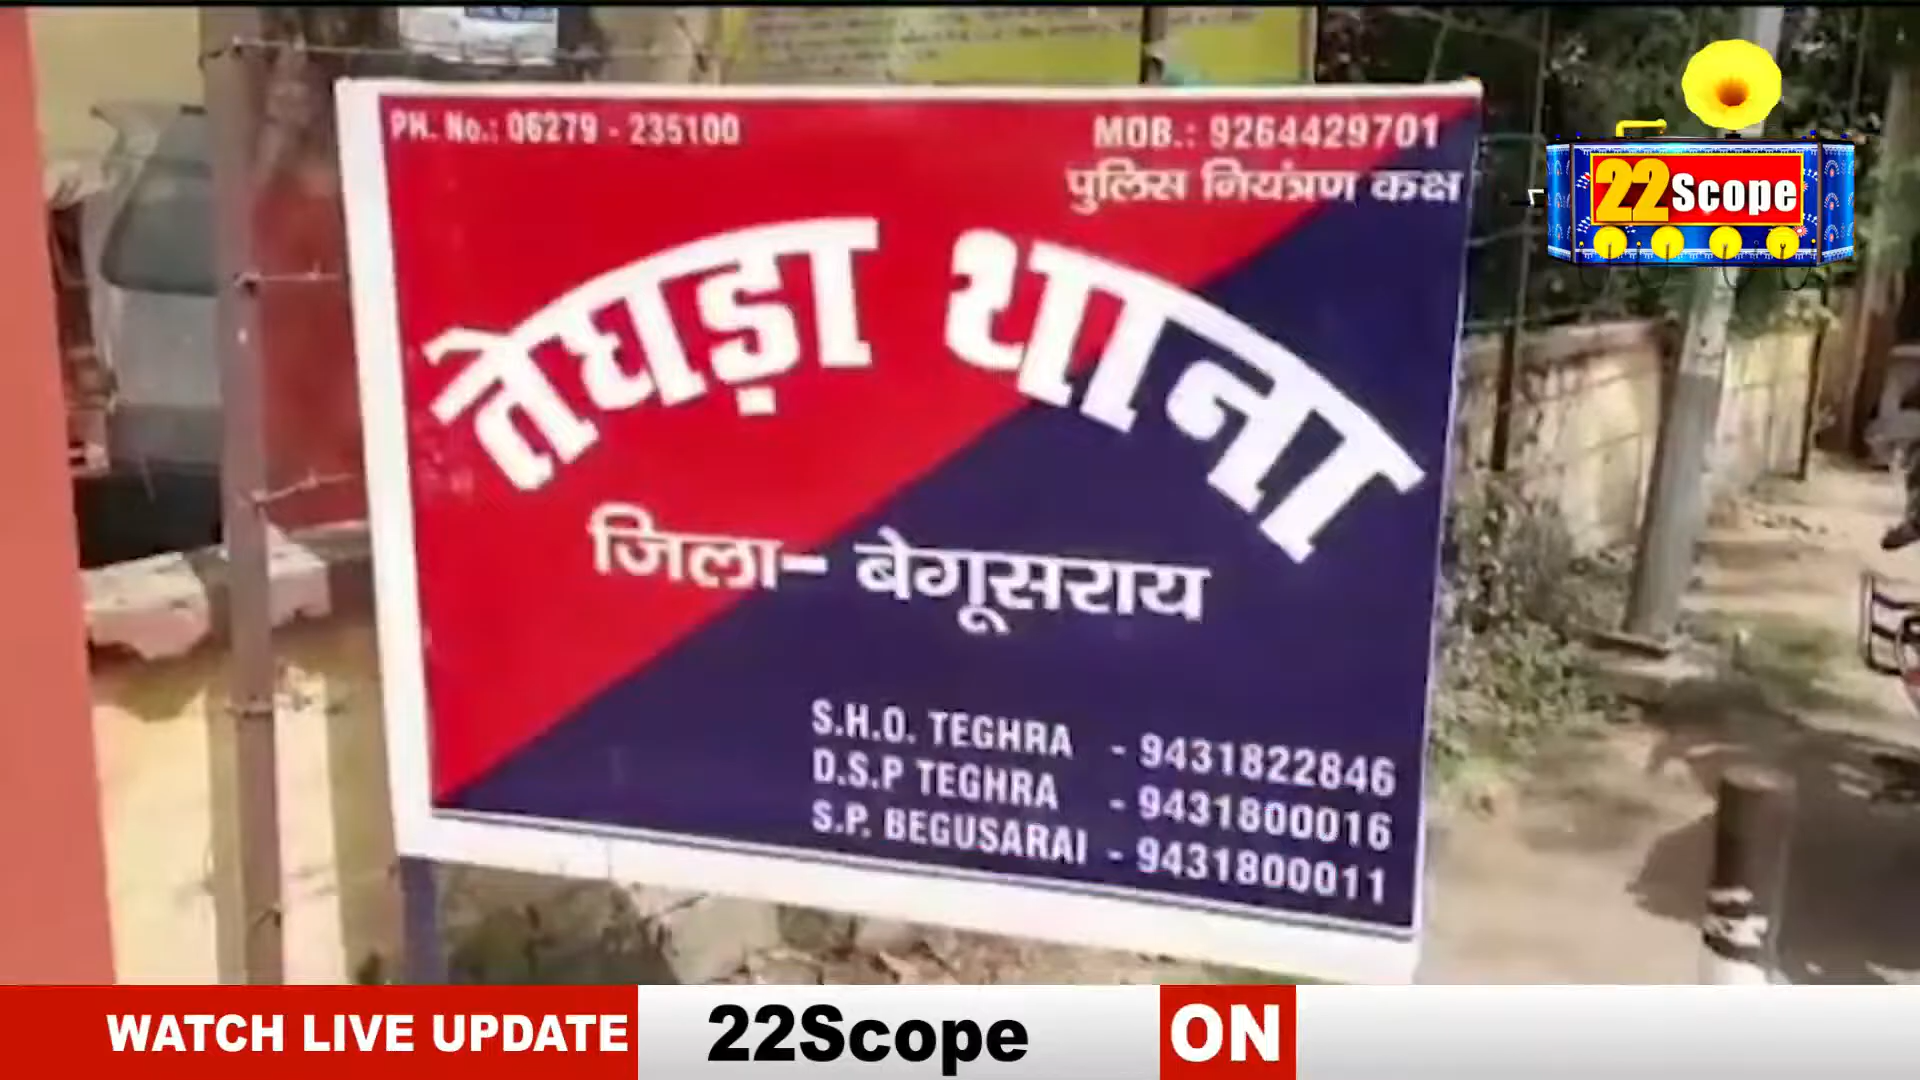 PH. No.: 06279 - 235100
MOB.: 9264429701
पुलिस नियंत्रण कक्ष
22Scope
तेघड़ा थाना
जिला- बेगूसराय
S.H.O. TEGHRA - 9431822846
D.S.P TEGHRA - 9431800016
S.P. BEGUSARAI - 9431800011
WATCH LIVE UPDATE 22Scope ON